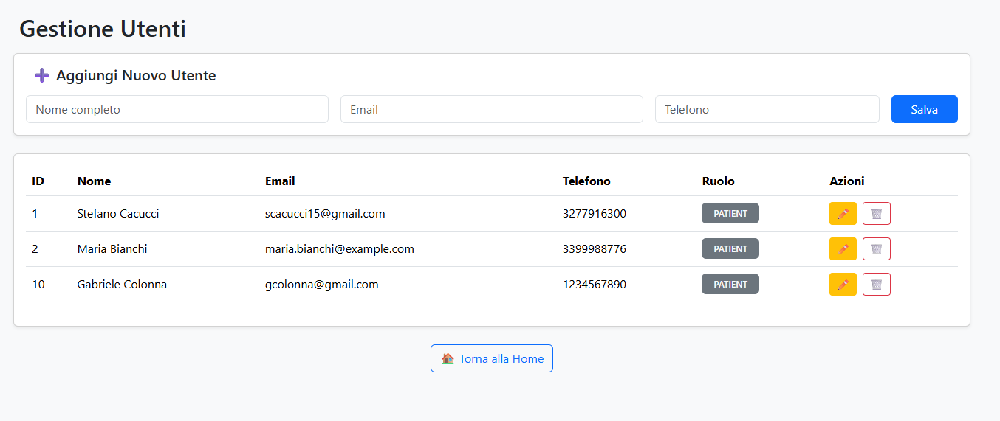 Gestione Utenti
Aggiungi Nuovo Utente
Nome completo Email Telefono Salva
ID Nome Email Telefono Ruolo Azioni
1 Stefano Cacucci scacucci15@gmail.com 3277916300 PATIENT
2 Maria Bianchi maria.bianchi@example.com 3399988776 PATIENT
10 Gabriele Colonna gcolonna@gmail.com 1234567890 PATIENT
Torna alla Home